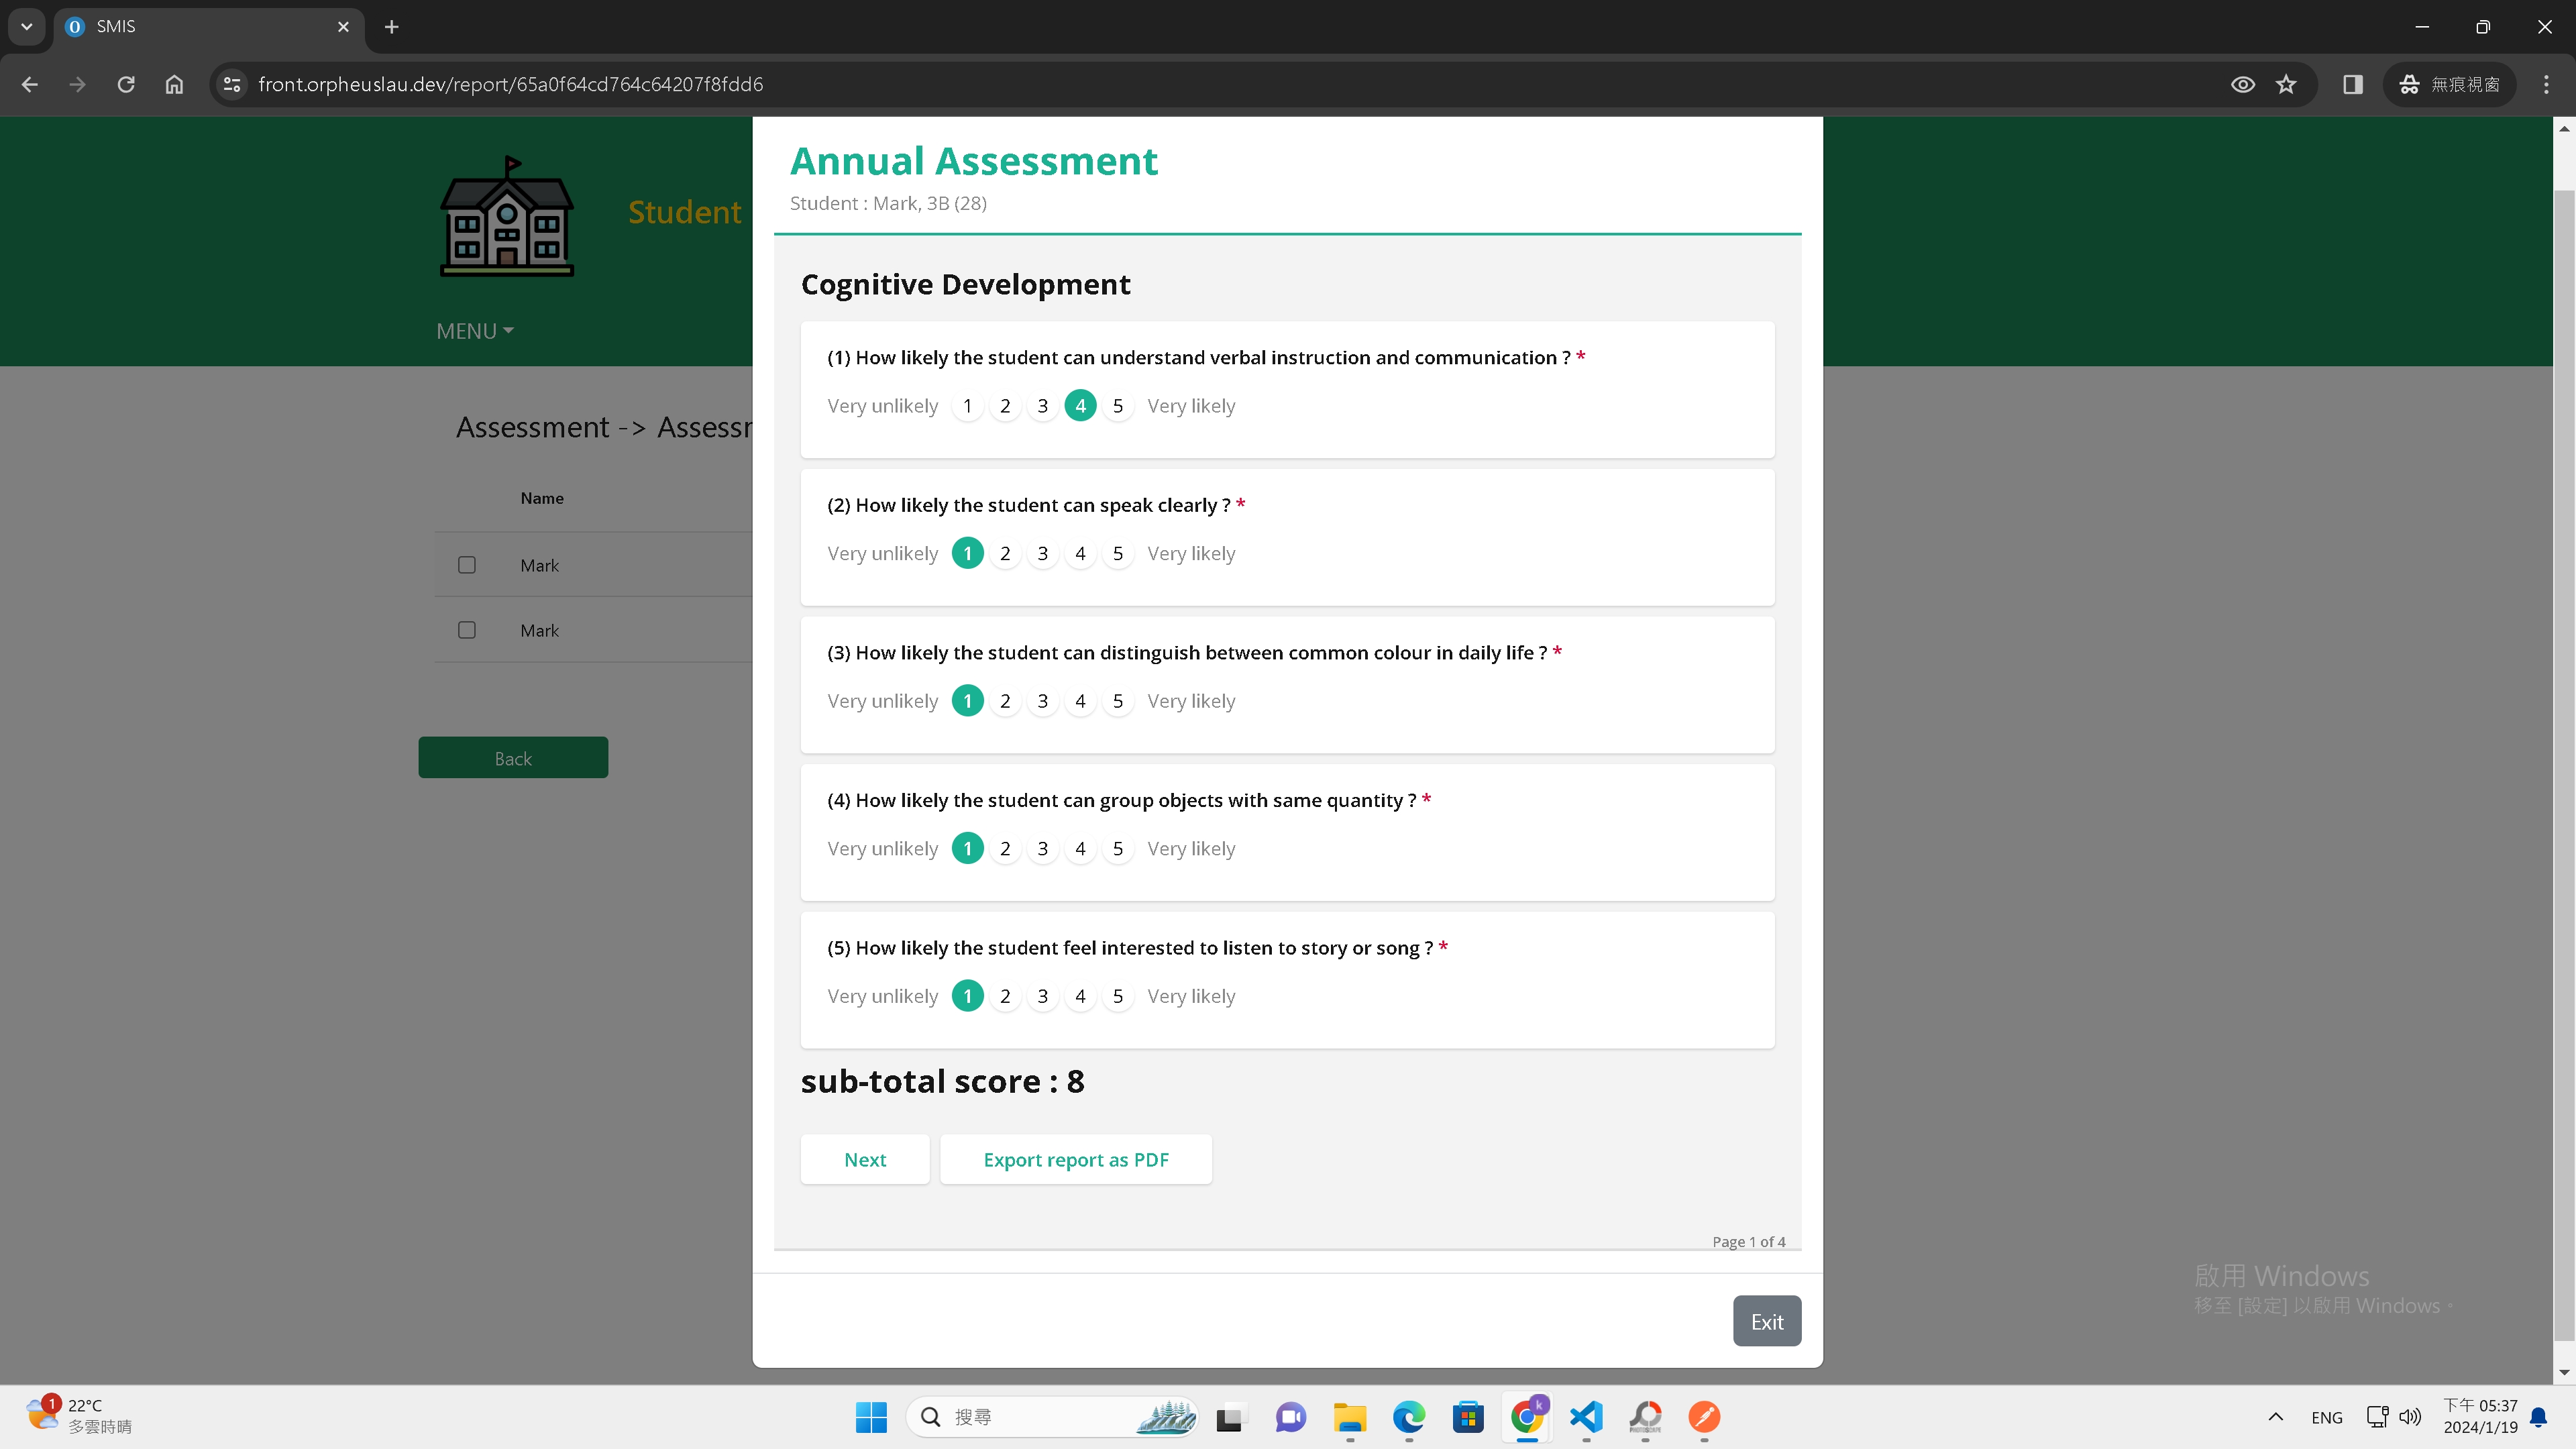 SMIS
front.orpheuslau.dev/report/65a0f64cd764c64207f8fdd6
無痕視窗
Student
MENU
Assessment -> Assessr
Name
Mark
Mark
Back
Annual Assessment
Student : Mark, 3B (28)
Cognitive Development
(1) How likely the student can understand verbal instruction and communication ? *
Very unlikely 1 2 3 4 5 Very likely
(2) How likely the student can speak clearly ? *
Very unlikely 1 2 3 4 5 Very likely
(3) How likely the student can distinguish between common colour in daily life ? *
Very unlikely 1 2 3 4 5 Very likely
(4) How likely the student can group objects with same quantity ? *
Very unlikely 1 2 3 4 5 Very likely
(5) How likely the student feel interested to listen to story or song ? *
Very unlikely 1 2 3 4 5 Very likely
sub-total score : 8
Next Export report as PDF
Page 1 of 4
Exit
啟用 Windows
移至 [設定] 以啟用 Windows。
1
22°C
多雲時晴
搜尋
k
ENG
下午 05:37
2024/1/19